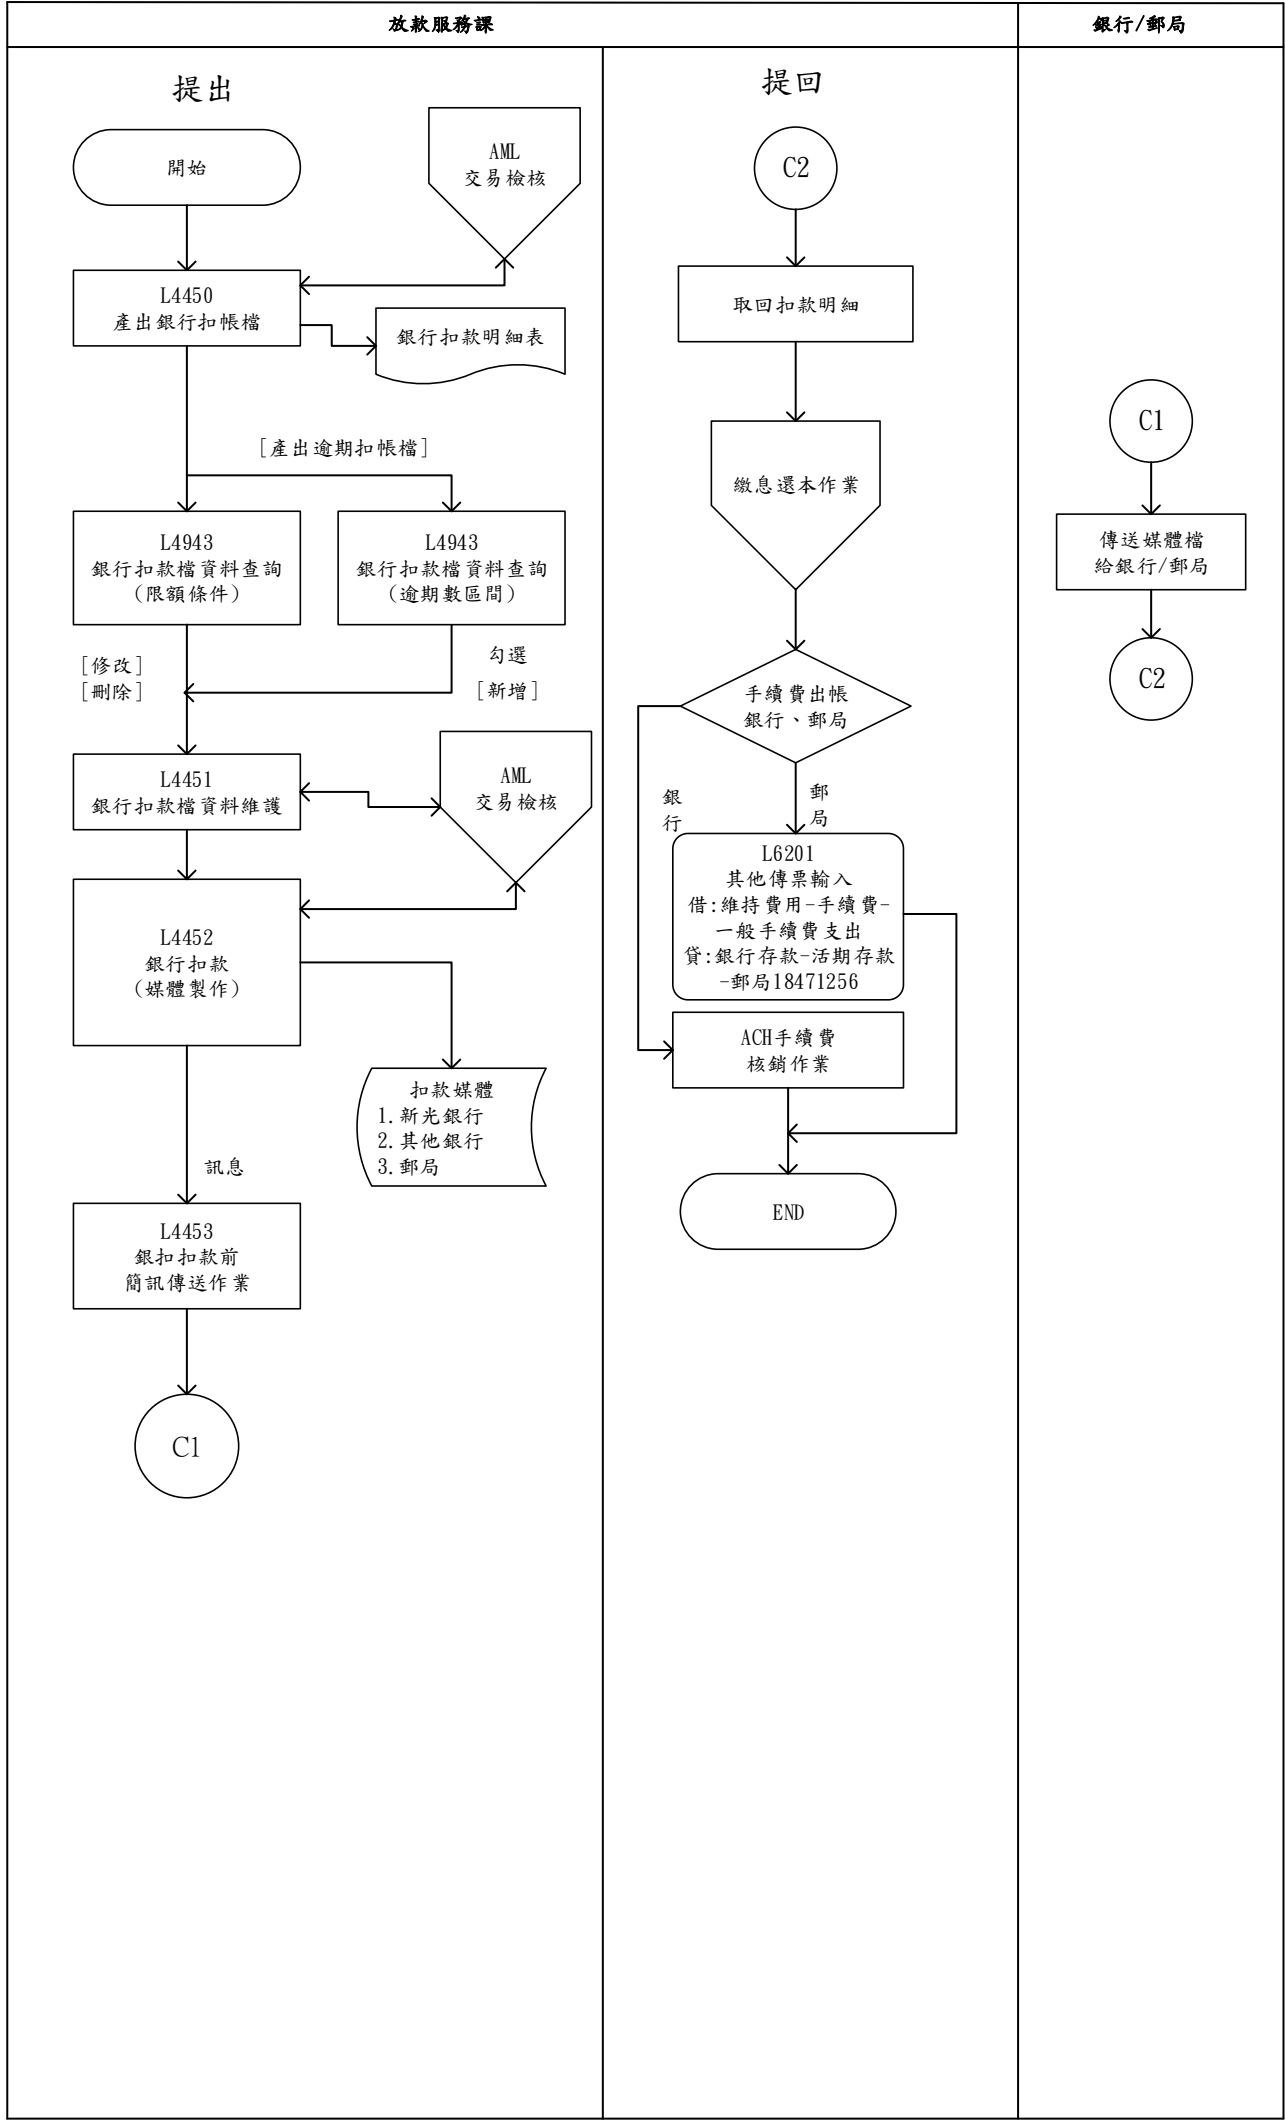 放款服務課
銀行/郵局
提出
開始
AML
交易檢核
L4450
產出銀行扣帳檔
銀行扣款明細表
[產出逾期扣帳檔]
L4943
銀行扣款檔資料查詢
(限額條件)
L4943
銀行扣款檔資料查詢
(逾期數區間)
[修改]
[刪除]
勾選
[新增]
L4451
銀行扣款檔資料維護
AML
交易檢核
L4452
銀行扣款
(媒體製作)
扣款媒體
1.新光銀行
2.其他銀行
3.郵局
訊息
L4453
銀扣扣款前
簡訊傳送作業
C1
提回
C2
取回扣款明細
繳息還本作業
手續費出帳
銀行、郵局
銀
行
郵
局
L6201
其他傳票輸入
借:維持費用-手續費-
一般手續費支出
貸:銀行存款-活期存款
-郵局18471256
ACH手續費
核銷作業
END
C1
傳送媒體檔
給銀行/郵局
C2